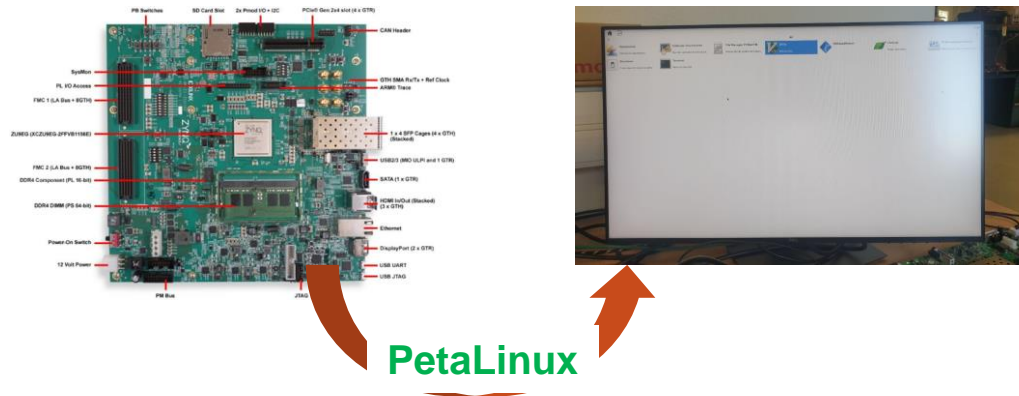 PB Switches
SD Card Slot
2x Pmod I/O + I2C
PCIe® Gen 2x4 slot (4 x GTR)
CAN Header
SysMon
PL I/O Access
FMC 1 (LA Bus + 8GTH)
GTH SMA Rx/Tx + Ref Clock
ARM® Trace
ZU9EG (XCZU9EG-2FFVB1156E)
1 x 4 SFP Cages (4 x GTH)
(Stacked)
FMC 2 (LA Bus + 8GTH)
USB2/3 (MIO ULPI and 1 GTR)
DDR4 Component (PL 16-bit)
SATA (1 x GTR)
DDR4 DIMM (PS 64-bit)
HDMI In/Out (Stacked)
(3 x GTH)
Ethernet
Power-On Switch
DisplayPort (2 x GTR)
12 Volt Power
USB UART
USB JTAG
PM Bus
JTAG
PetaLinux